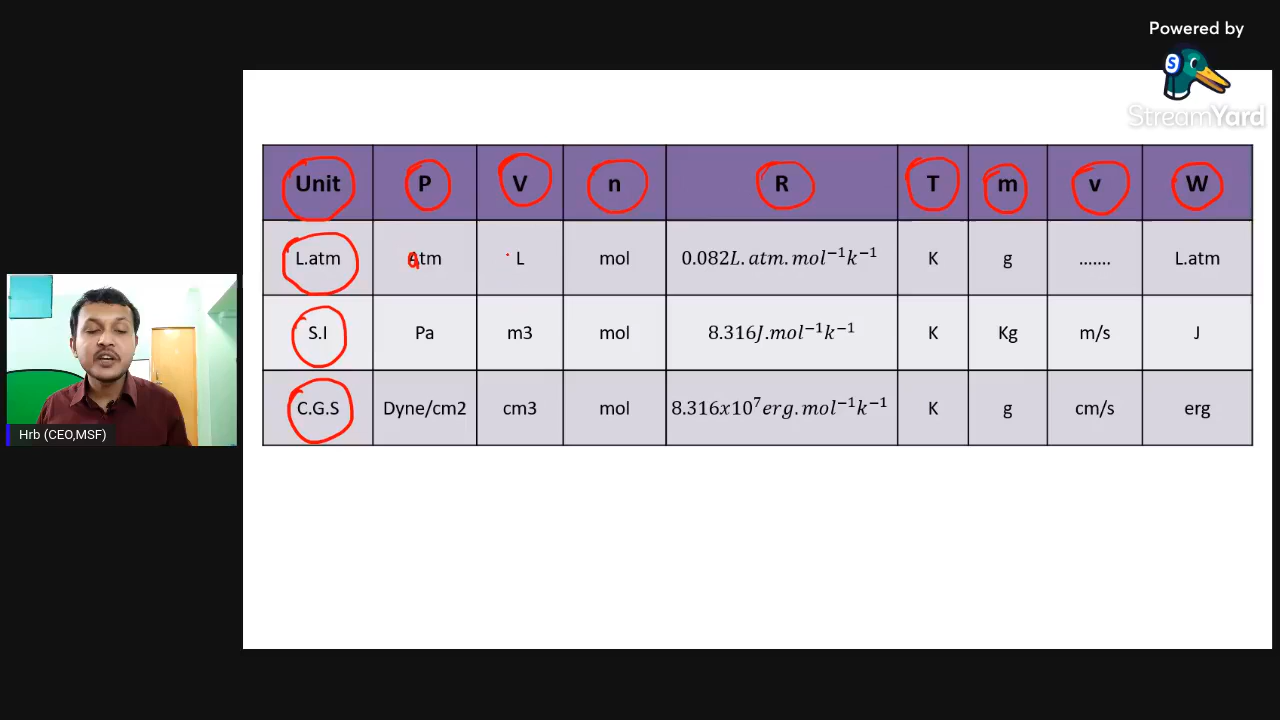 Powered by
S
StreamYard
Unit P V n R T m v W
L.atm Atm L mol 0.082L.atm.mol⁻¹k⁻¹ K g ....... L.atm
S.I Pa m3 mol 8.316J.mol⁻¹k⁻¹ K Kg m/s J
C.G.S Dyne/cm2 cm3 mol 8.316x10⁷erg.mol⁻¹k⁻¹ K g cm/s erg
Hrb (CEO,MSF)